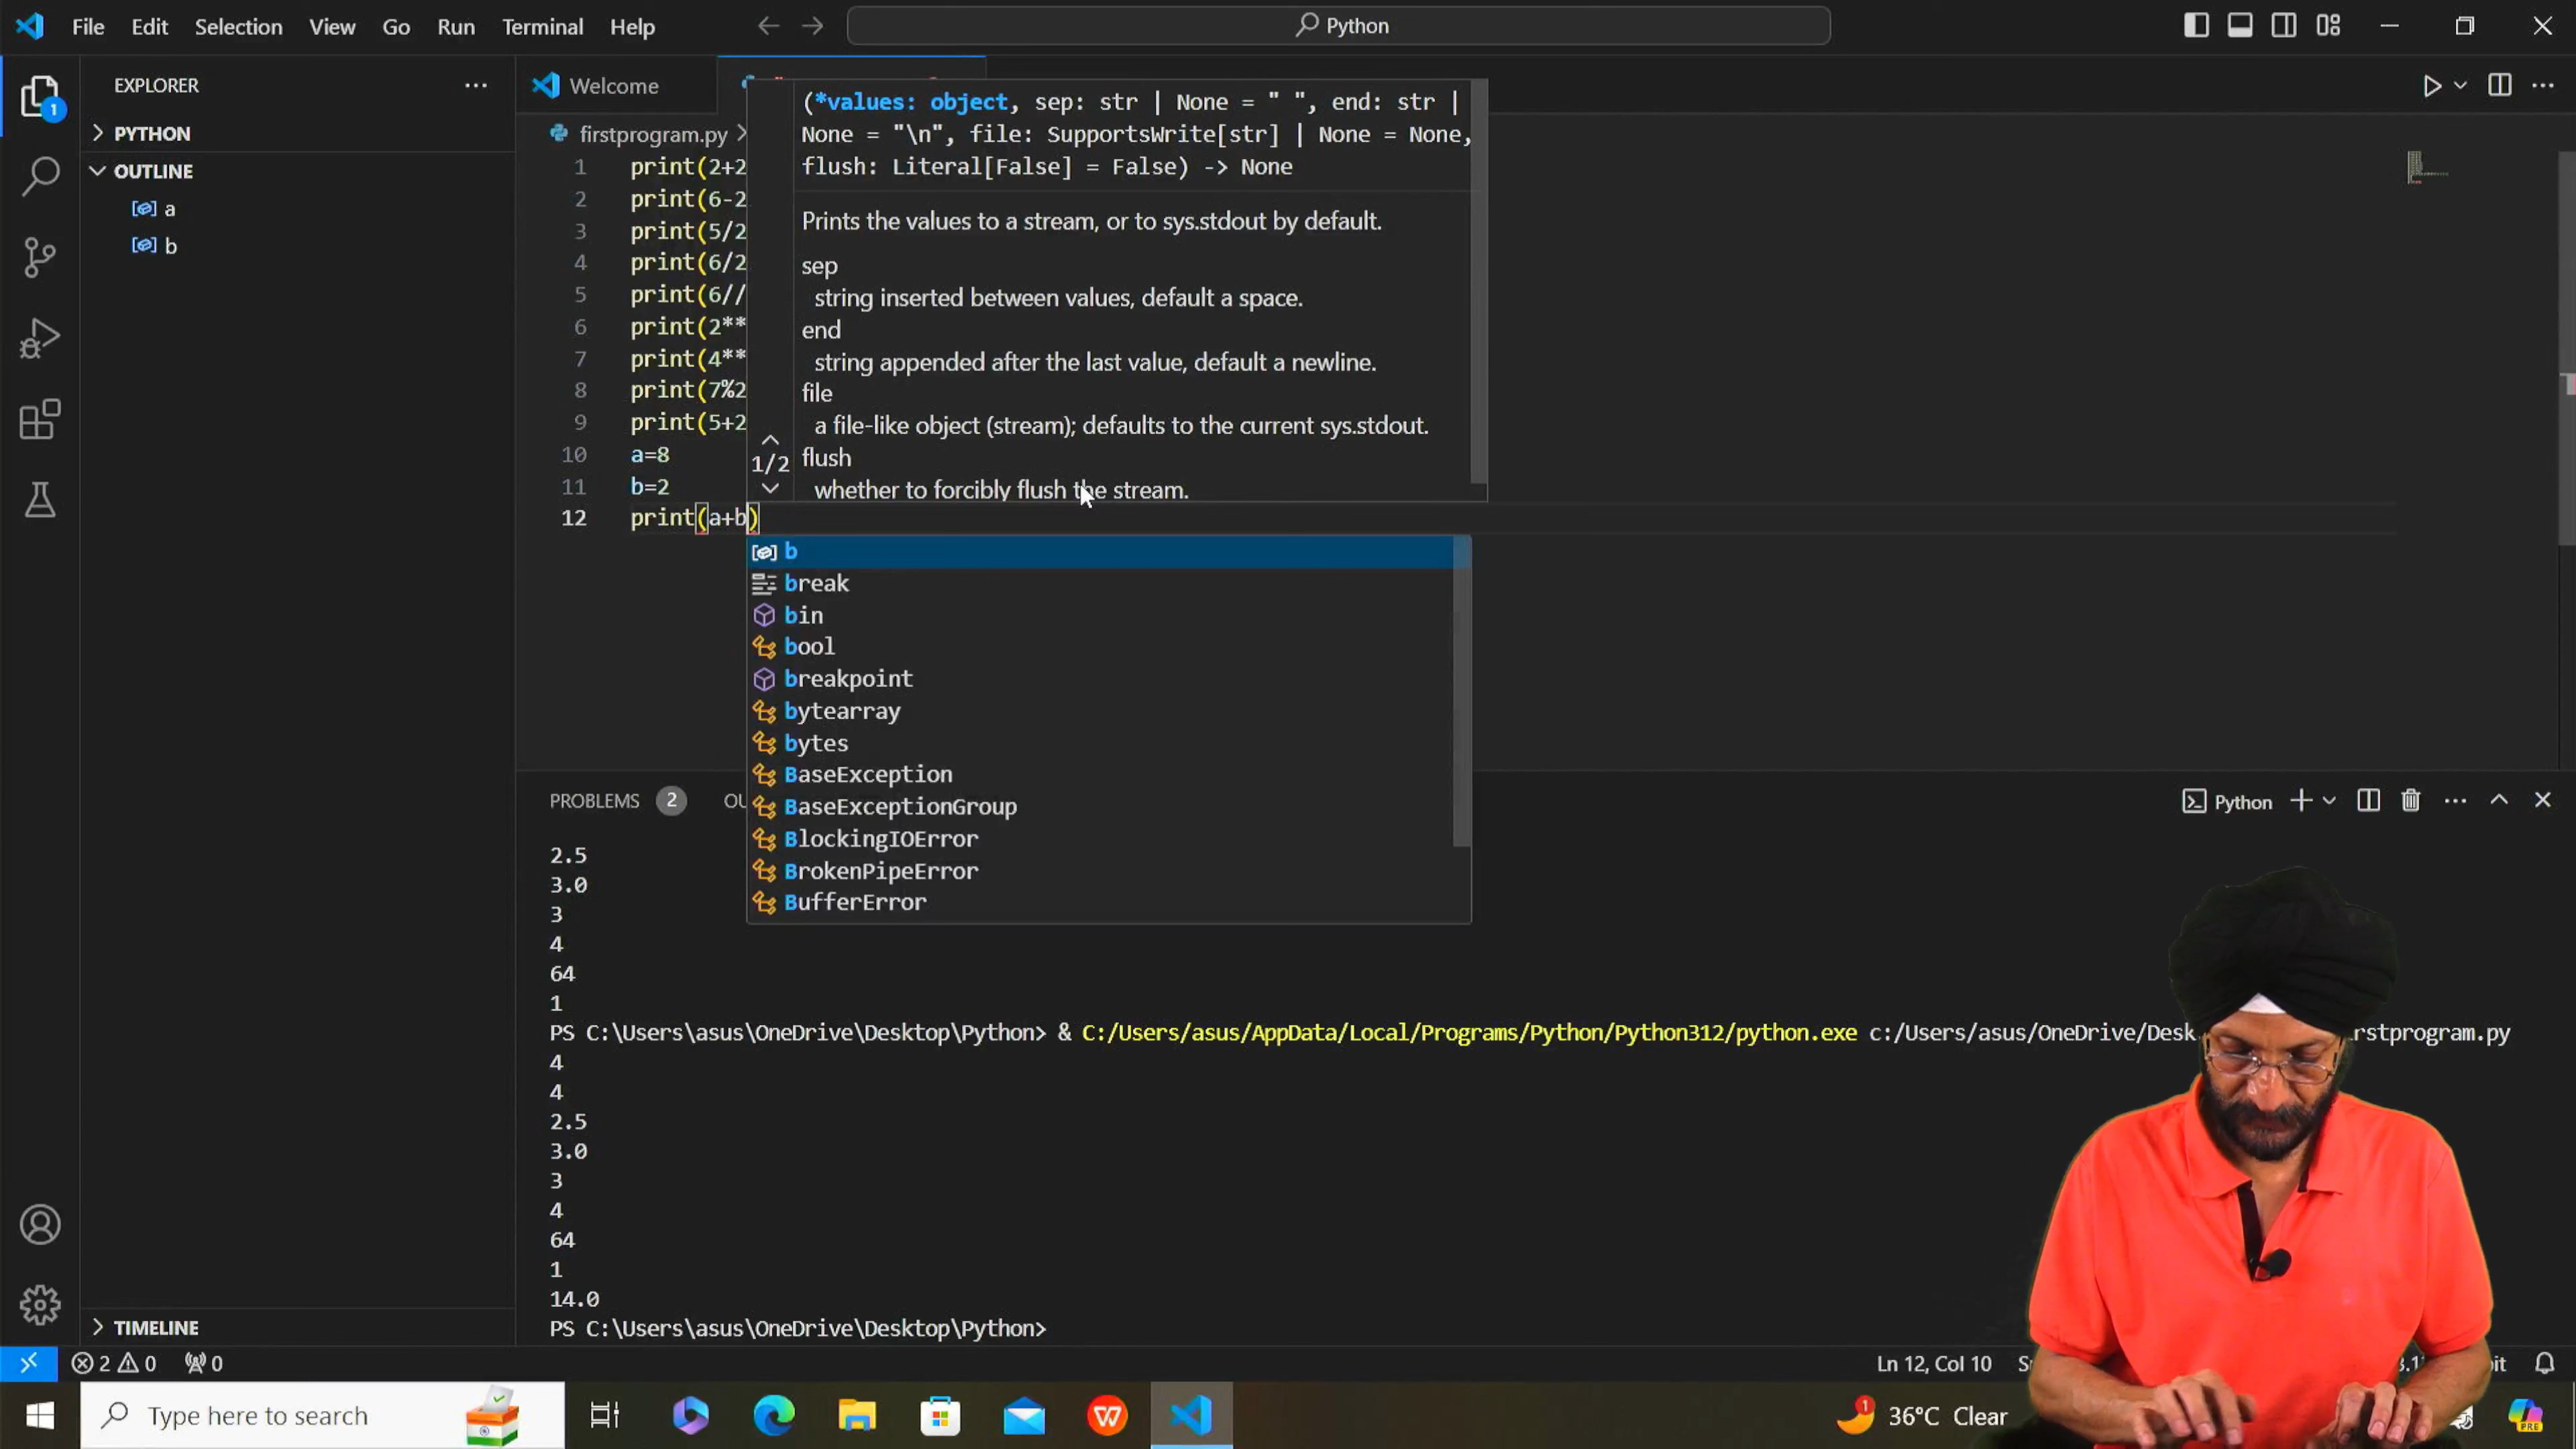 File Edit Selection View Go Run Terminal Help
Python
EXPLORER
PYTHON
OUTLINE
a
b
TIMELINE
1
Welcome
firstprogram.py
1 print(2+2
2 print(6-2
3 print(5/2
4 print(6/2
5 print(6//
6 print(2**
7 print(4**
8 print(7%2
9 print(5+2
10 a=8
11 b=2
12 print(a+b)
(*values: object, sep: str | None = " ", end: str |
None = "\n", file: SupportsWrite[str] | None = None,
flush: Literal[False] = False) -> None
Prints the values to a stream, or to sys.stdout by default.
sep
string inserted between values, default a space.
end
string appended after the last value, default a newline.
file
a file-like object (stream); defaults to the current sys.stdout.
flush
whether to forcibly flush the stream.
1/2
b
break
bin
bool
breakpoint
bytearray
bytes
BaseException
BaseExceptionGroup
BlockingIOError
BrokenPipeError
BufferError
PROBLEMS 2 OU
Python
2.5
3.0
3
4
64
1
PS C:\Users\asus\OneDrive\Desktop\Python> & C:/Users/asus/AppData/Local/Programs/Python/Python312/python.exe c:/Users/asus/OneDrive/Desk rstprogram.py
4
4
2.5
3.0
3
4
64
1
14.0
PS C:\Users\asus\OneDrive\Desktop\Python>
2 0 0
Ln 12, Col 10
Type here to search
1
36°C Clear
PRE